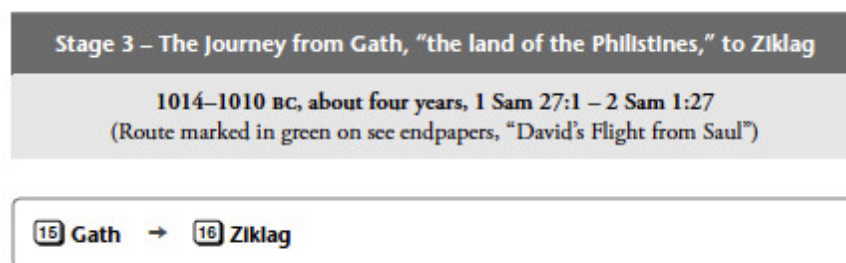 Stage 3 – The Journey from Gath, “the land of the Philistines,” to Ziklag
1014–1010 BC, about four years, 1 Sam 27:1 – 2 Sam 1:27
(Route marked in green on see endpapers, “David’s Flight from Saul”)
15 Gath → 16 Ziklag